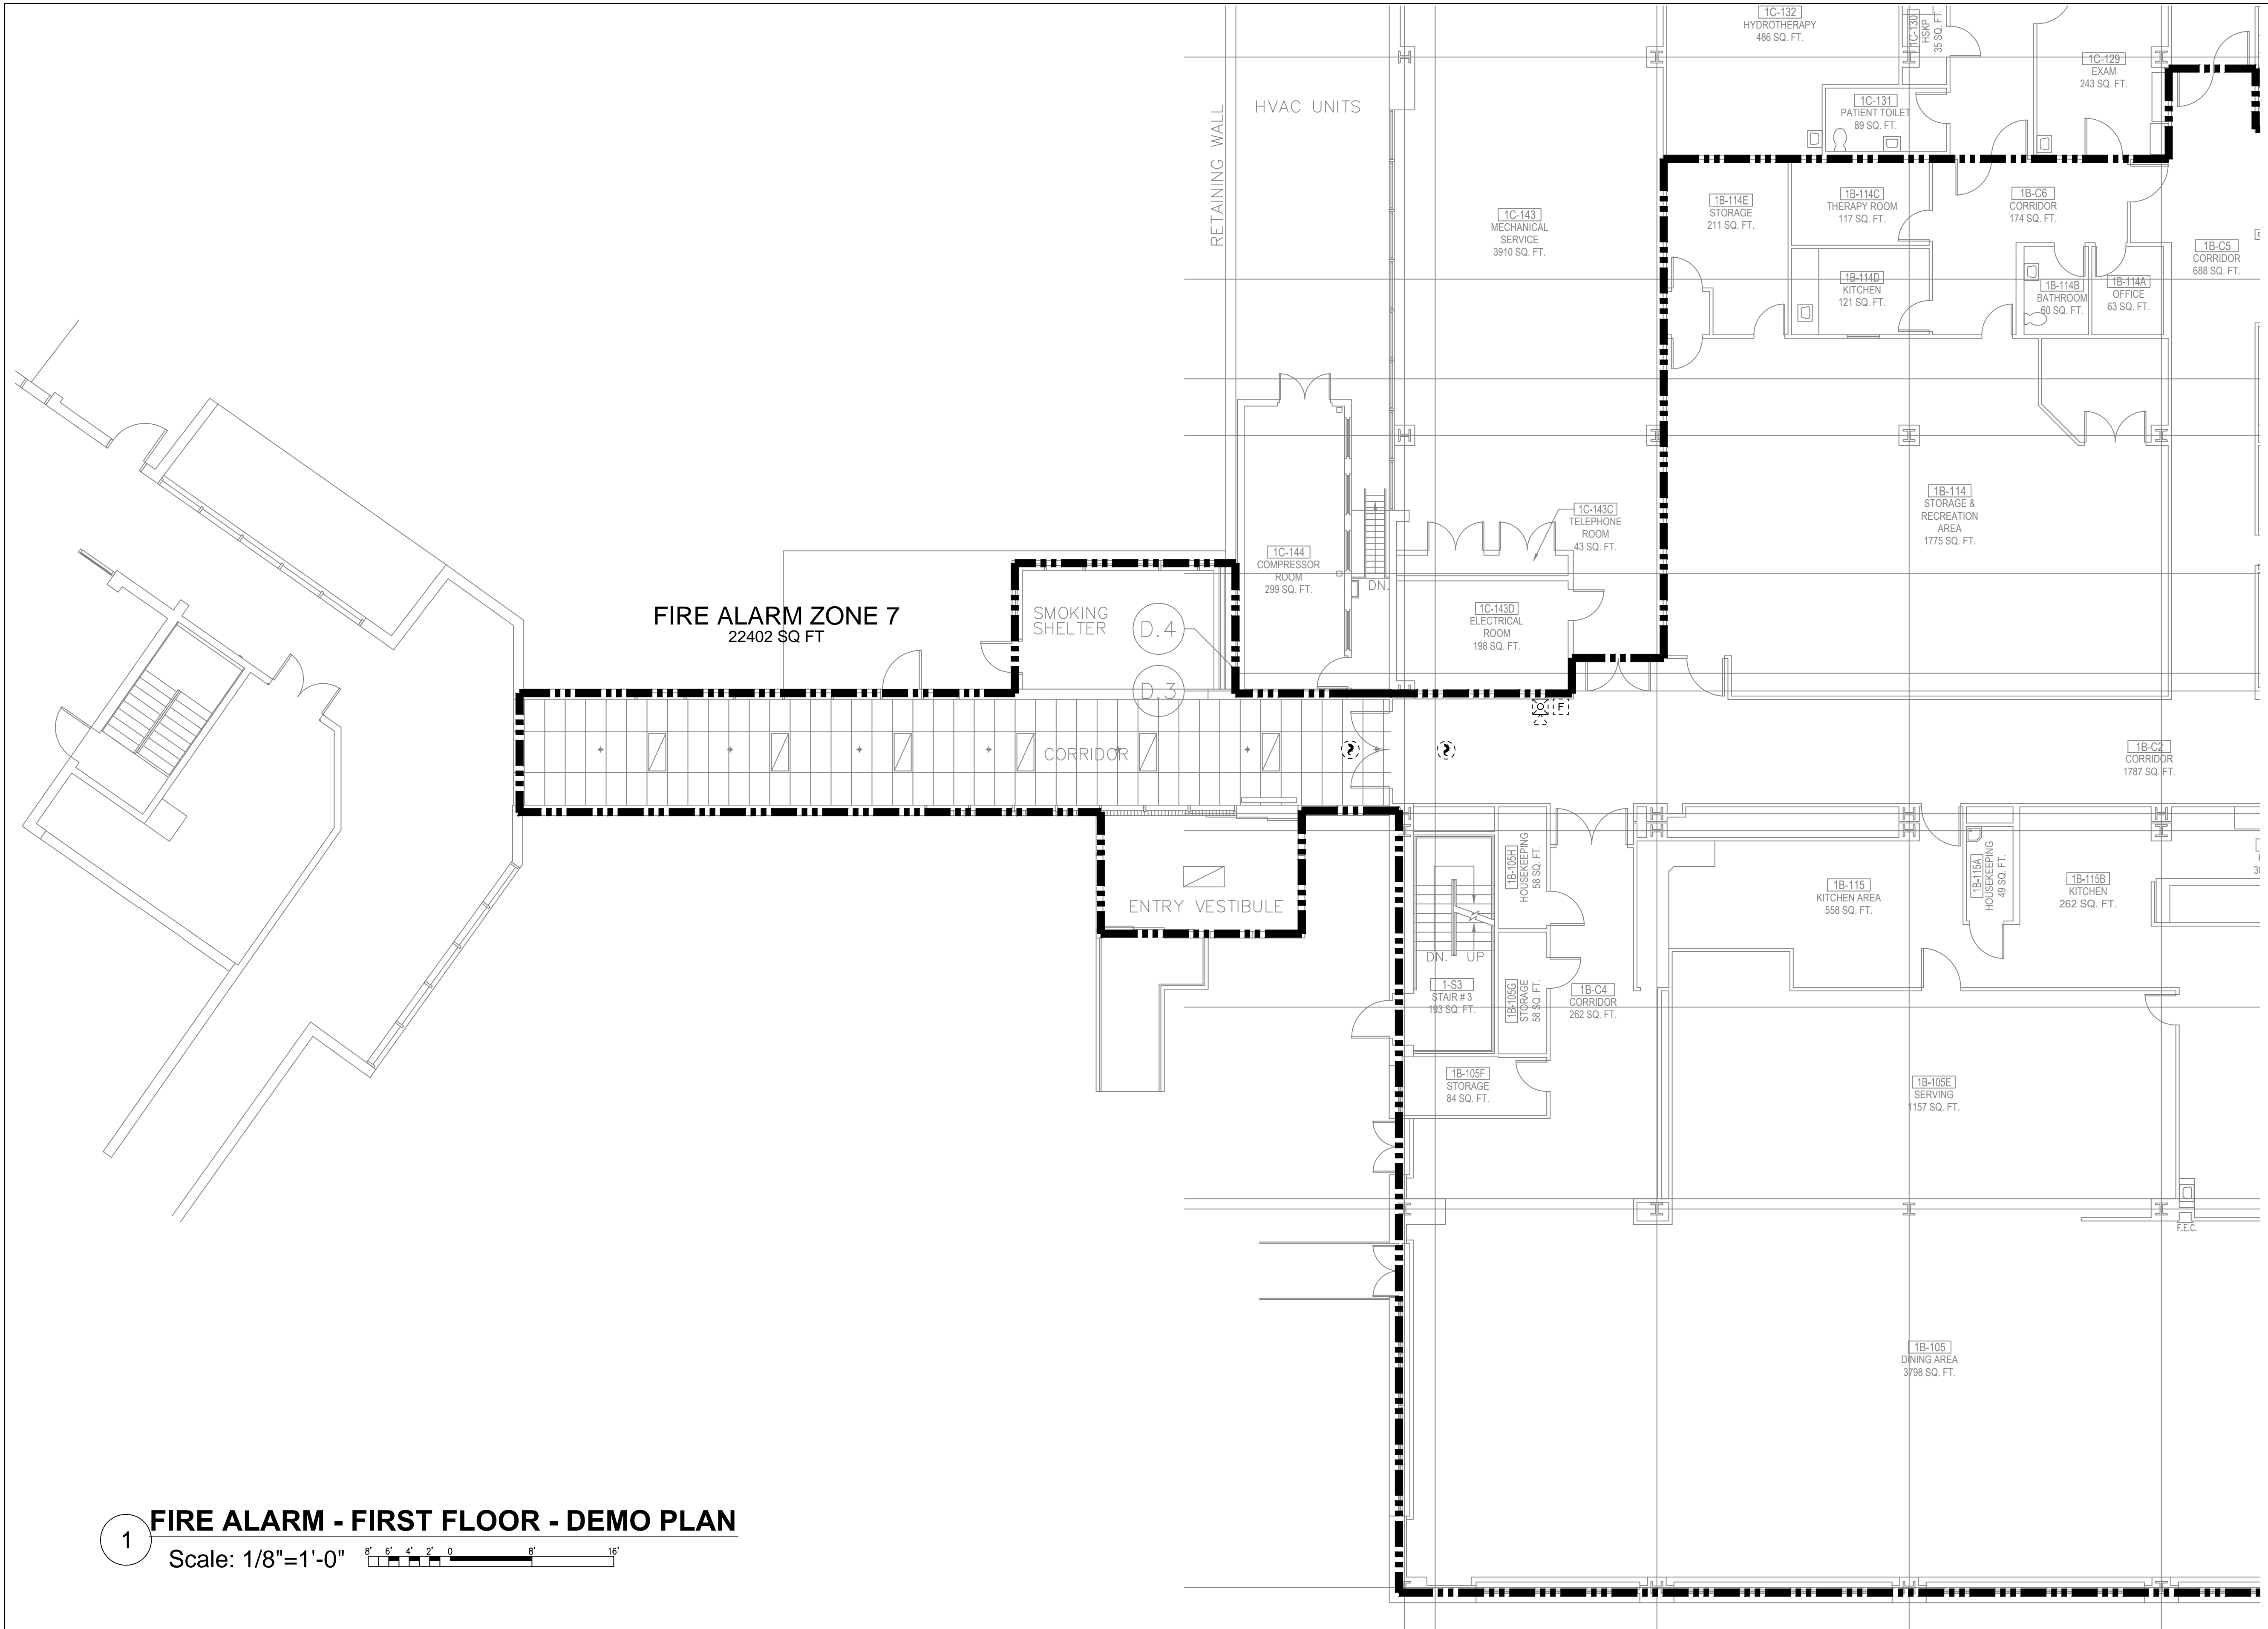 1C-132
HYDROTHERAPY
486 SQ. FT.
1C-130
HSKP
35 SQ. FT.
1C-129
EXAM
243 SQ. FT.
1C-131
PATIENT TOILET
89 SQ. FT.
HVAC UNITS
RETAINING WALL
1C-143
MECHANICAL
SERVICE
3910 SQ. FT.
1B-114E
STORAGE
211 SQ. FT.
1B-114C
THERAPY ROOM
117 SQ. FT.
1B-C6
CORRIDOR
174 SQ. FT.
1B-C5
CORRIDOR
688 SQ. FT.
1B-114D
KITCHEN
121 SQ. FT.
1B-114B
BATHROOM
60 SQ. FT.
1B-114A
OFFICE
63 SQ. FT.
1B-114
STORAGE &
RECREATION
AREA
1775 SQ. FT.
1C-143C
TELEPHONE
ROOM
43 SQ. FT.
1C-144
COMPRESSOR
ROOM
299 SQ. FT.
DN.
1C-143D
ELECTRICAL
ROOM
198 SQ. FT.
FIRE ALARM ZONE 7
22402 SQ FT
SMOKING
SHELTER
D.4
D.3
F
CORRIDOR
1B-C2
CORRIDOR
1787 SQ. FT.
ENTRY VESTIBULE
1B-105H
HOUSEKEEPING
58 SQ. FT.
1B-115
KITCHEN AREA
558 SQ. FT.
1B-115A
HOUSEKEEPING
49 SQ. FT.
1B-115B
KITCHEN
262 SQ. FT.
DN. UP
1-S3
STAIR # 3
193 SQ. FT.
1B-105G
STORAGE
58 SQ. FT.
1B-C4
CORRIDOR
262 SQ. FT.
1B-105F
STORAGE
84 SQ. FT.
1B-105E
SERVING
1157 SQ. FT.
F.E.C.
1B-105
DINING AREA
3798 SQ. FT.
1
FIRE ALARM - FIRST FLOOR - DEMO PLAN
Scale: 1/8"=1'-0"
8' 6' 4' 2' 0 8' 16'